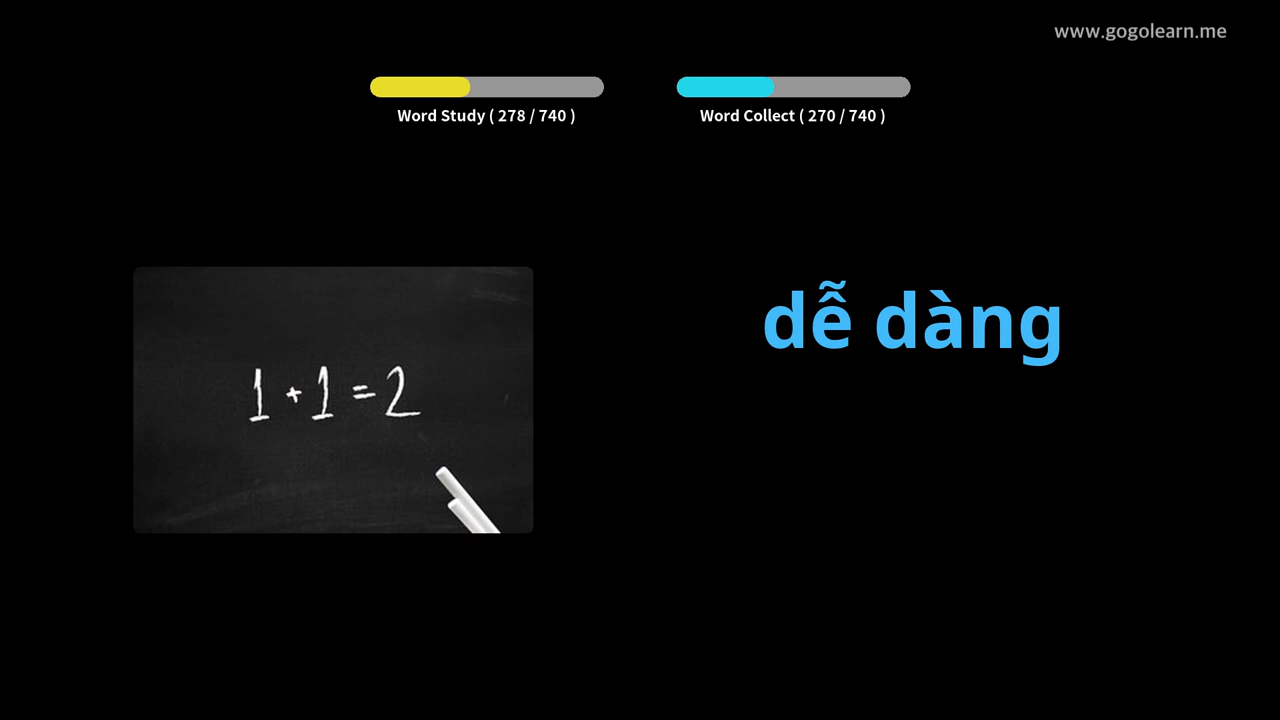 www.gogolearn.me
Word Study ( 278 / 740 )
Word Collect ( 270 / 740 )
dễ dàng
1 + 1 = 2